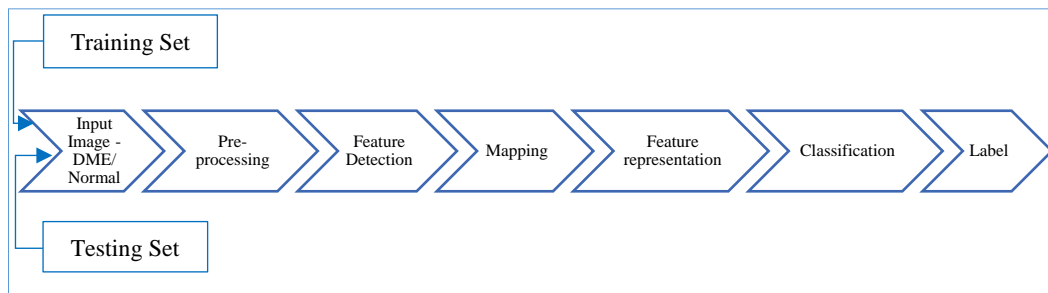 Training Set
Input
Image -
DME/
Normal
Pre-
processing
Feature
Detection
Mapping
Feature
representation
Classification
Label
Testing Set